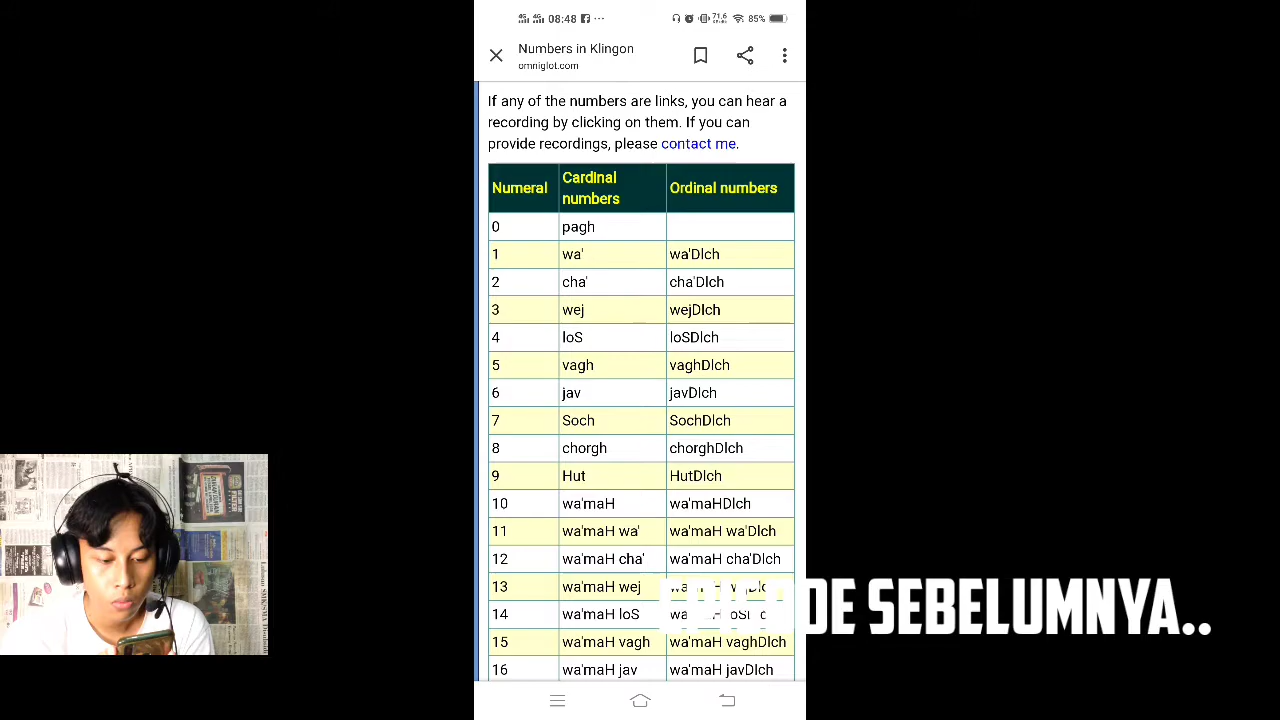 08:48
71,6
85%
Numbers in Klingon
omniglot.com
If any of the numbers are links, you can hear a
recording by clicking on them. If you can
provide recordings, please contact me.
Numeral Cardinal numbers Ordinal numbers
0 pagh
1 wa' wa'DIch
2 cha' cha'DIch
3 wej wejDIch
4 loS loSDIch
5 vagh vaghDIch
6 jav javDIch
7 Soch SochDIch
8 chorgh chorghDIch
9 Hut HutDIch
10 wa'maH wa'maHDIch
11 wa'maH wa' wa'maH wa'DIch
12 wa'maH cha' wa'maH cha'DIch
13 wa'maH wej
14 wa'maH loS
15 wa'maH vagh wa'maH vaghDIch
16 wa'maH jav wa'maH javDIch
SEBELUMNYA..